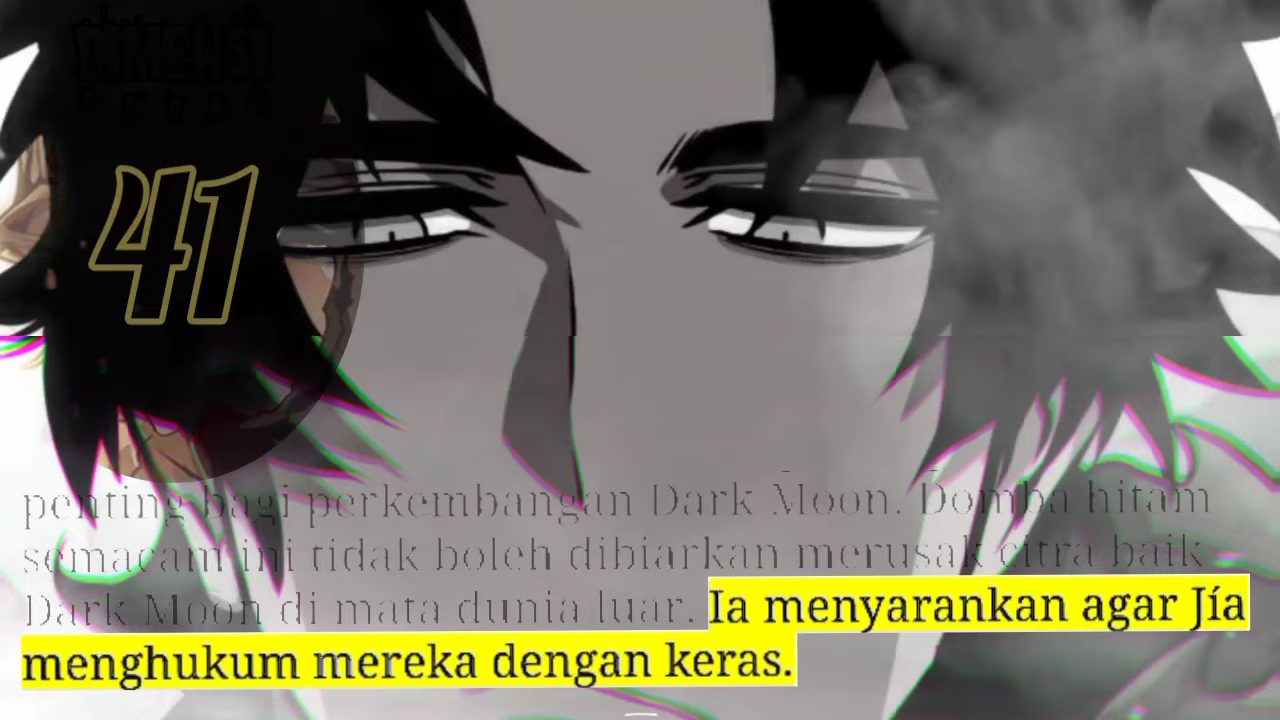 DIMENSI
41
penting bagi perkembangan Dark Moon. Domba hitam
semacam ini tidak boleh dibiarkan merusak citra baik
Dark Moon di mata dunia luar. Ia menyarankan agar Jía
menghukum mereka dengan keras.